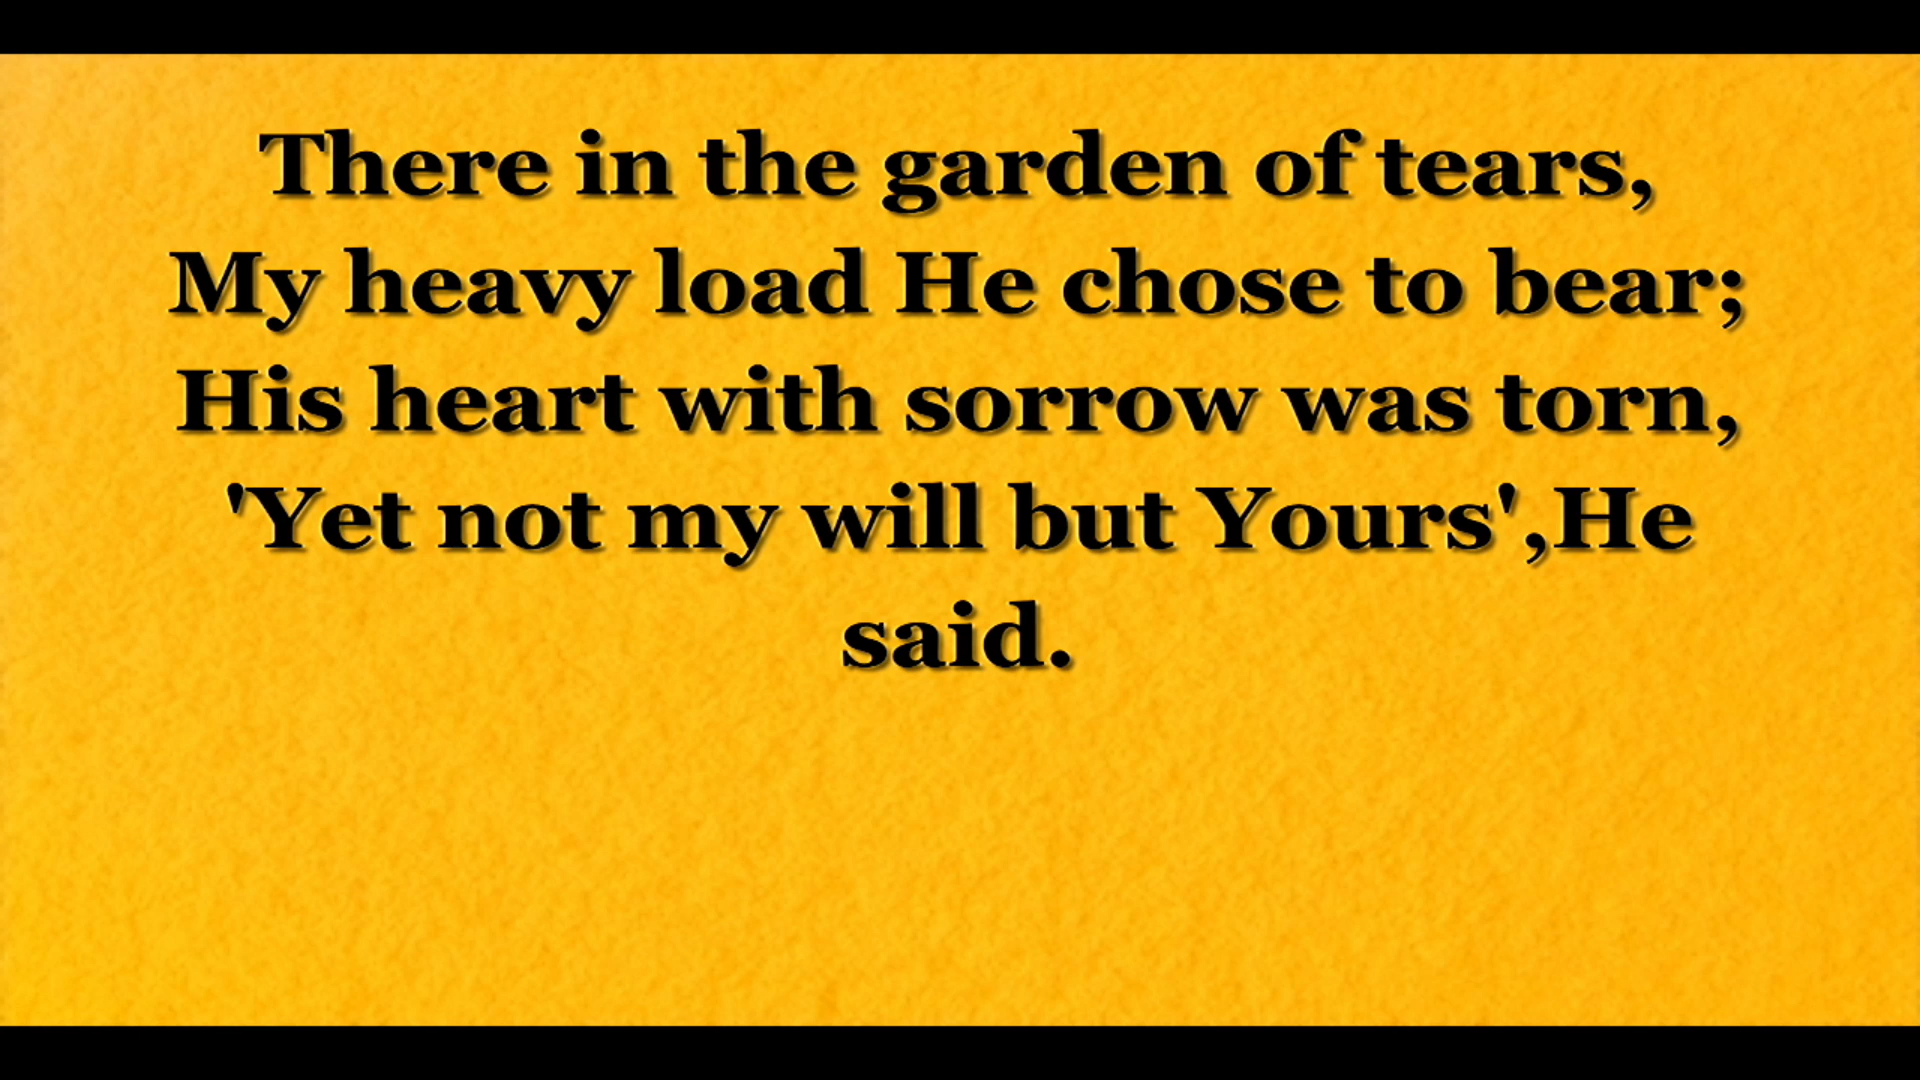 There in the garden of tears,
My heavy load He chose to bear;
His heart with sorrow was torn,
'Yet not my will but Yours',He
said.